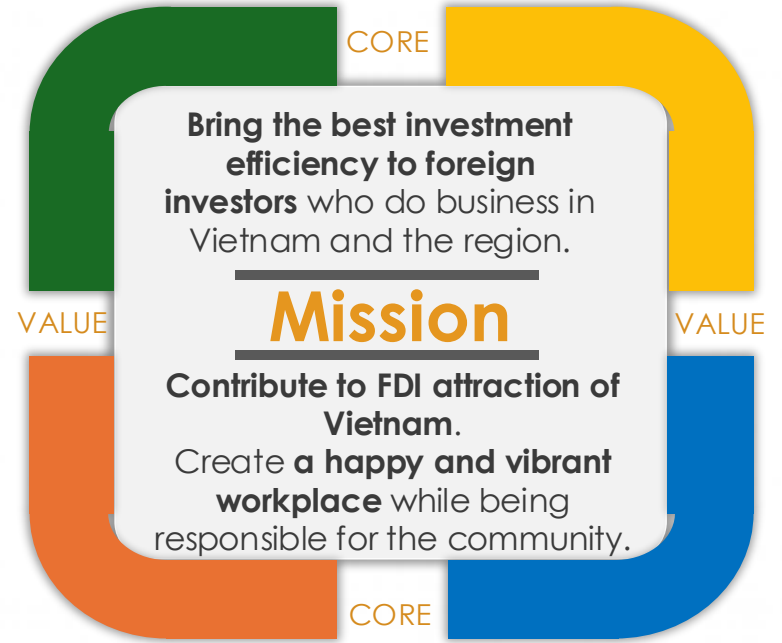 CORE
Bring the best investment
efficiency to foreign
investors who do business in
Vietnam and the region.
VALUE
Mission
VALUE
Contribute to FDI attraction of
Vietnam.
Create a happy and vibrant
workplace while being
responsible for the community.
CORE